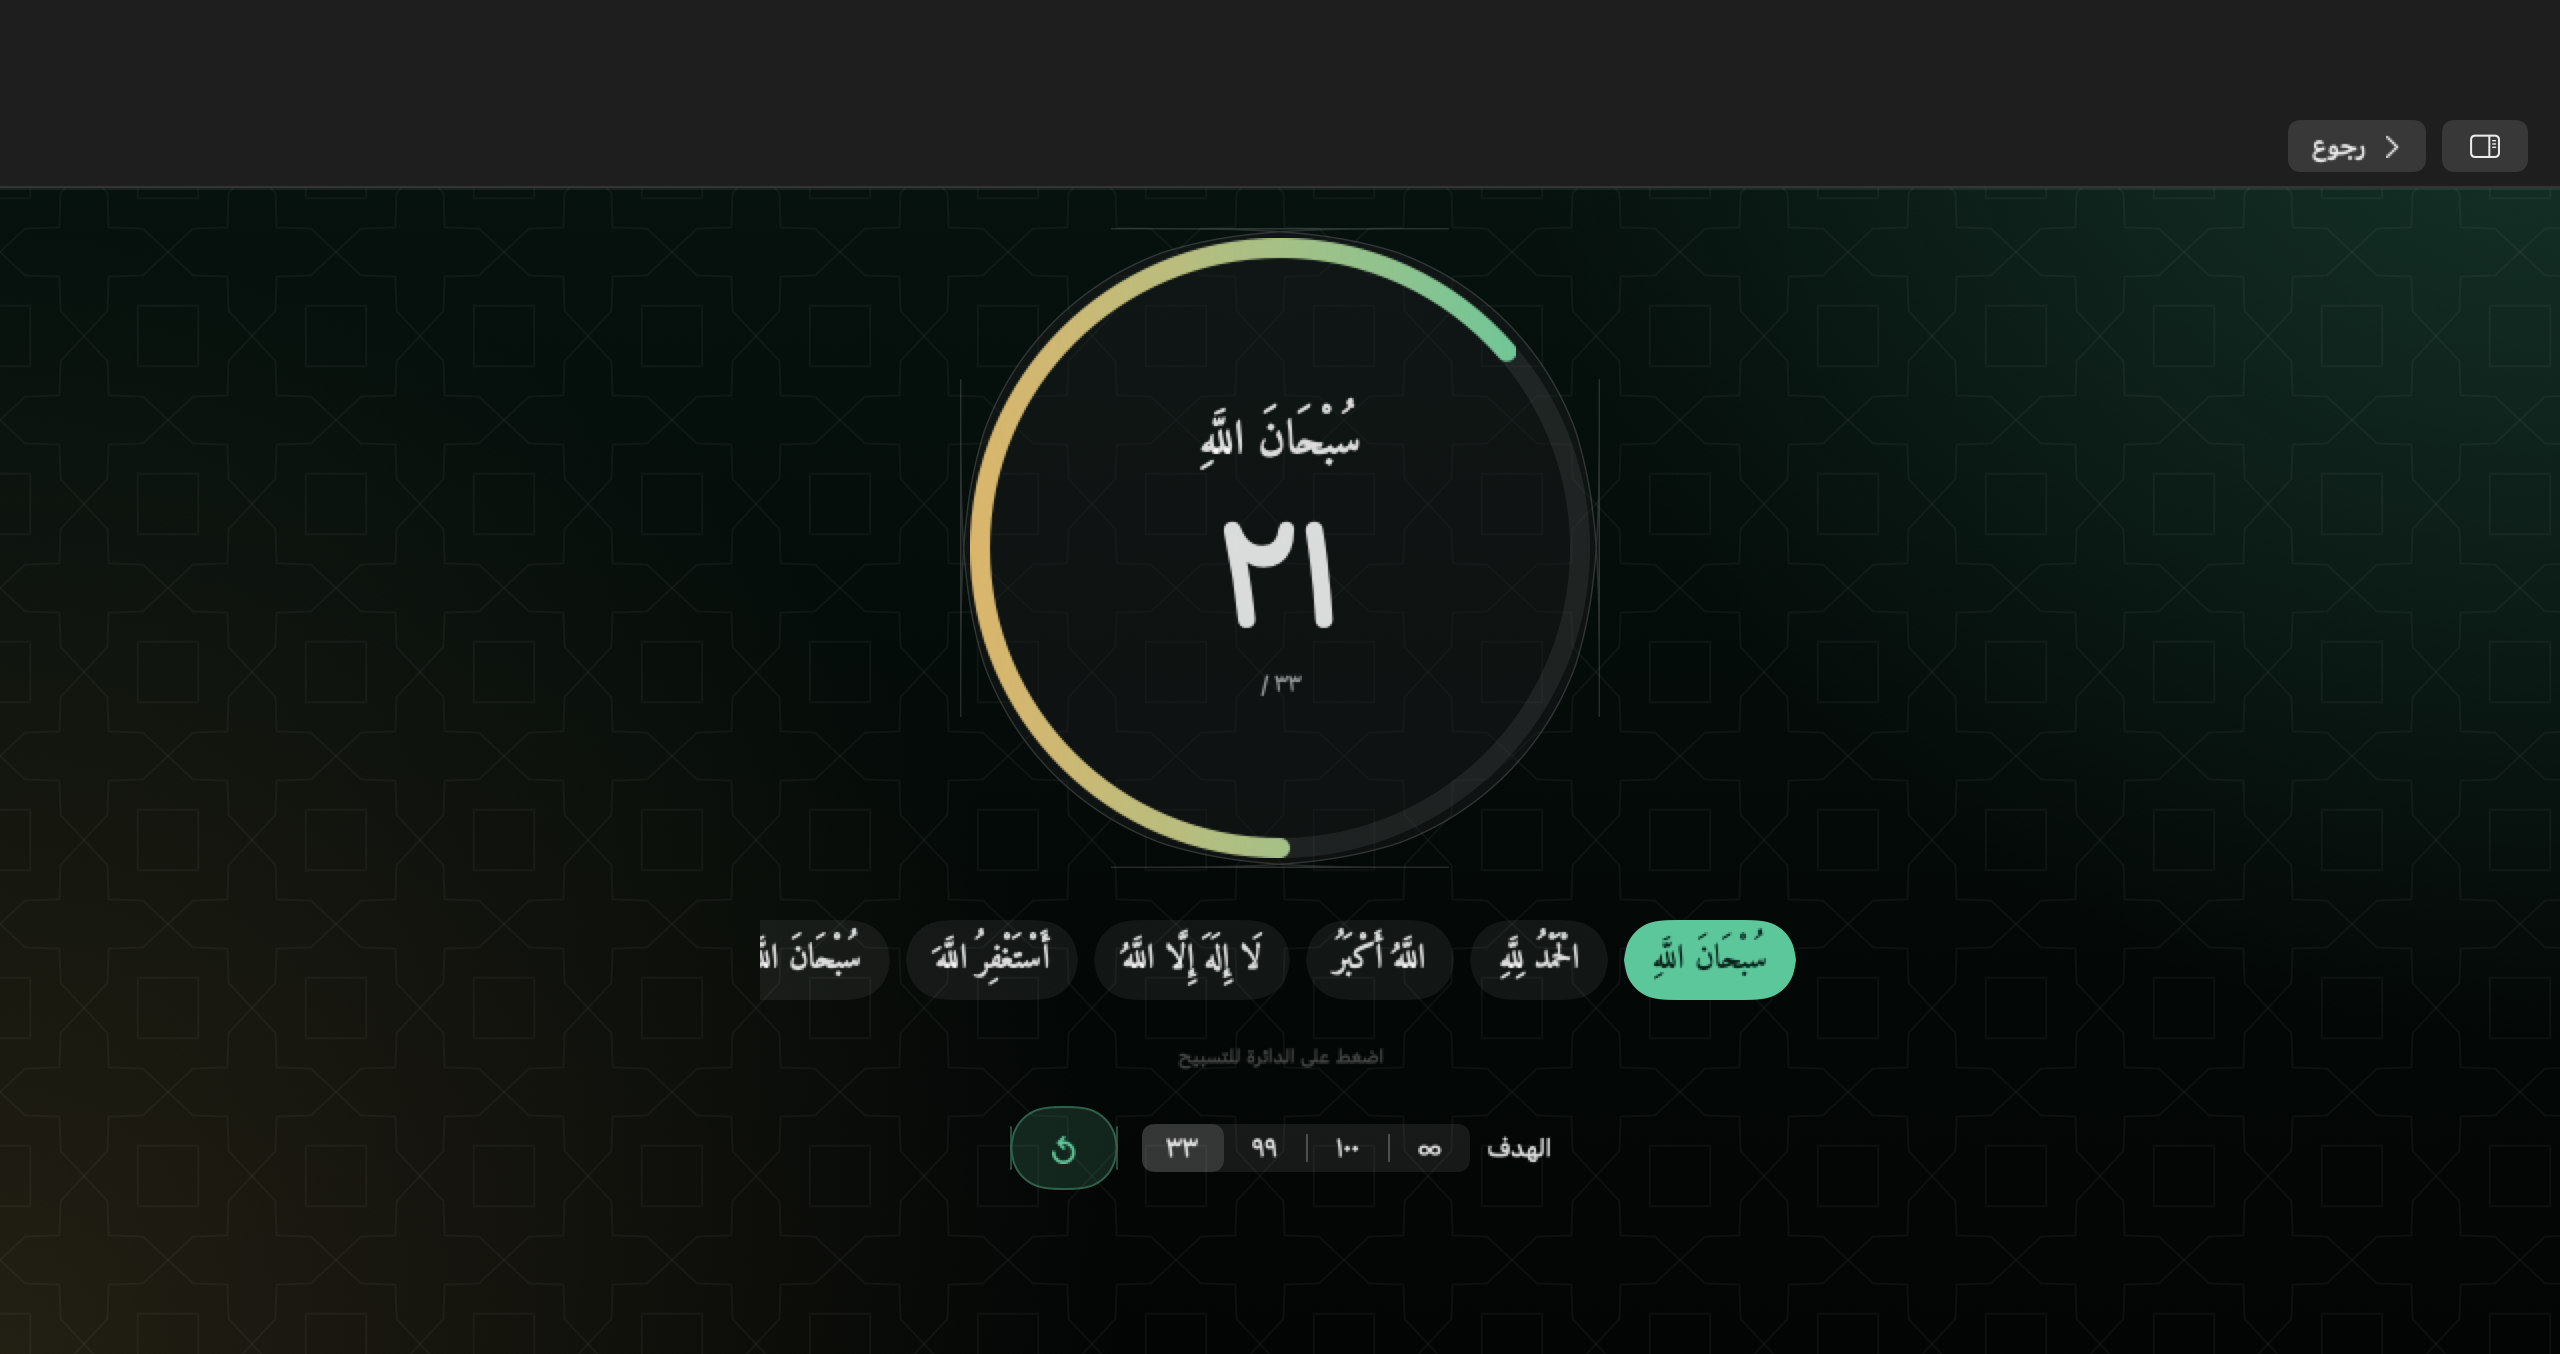 رجوع
سُبْحَانَ اللَّهِ
٢١
/ ٣٣
سُبْحَانَ اللَّهِ
الْحَمْدُ لِلَّهِ
اللَّهُ أَكْبَرُ
لَا إِلَهَ إِلَّا اللَّهُ
أَسْتَغْفِرُ اللَّهَ
سُبْحَانَ
اضغط على الدائرة للتسبيح
الهدف
∞
١٠٠
٩٩
٣٣